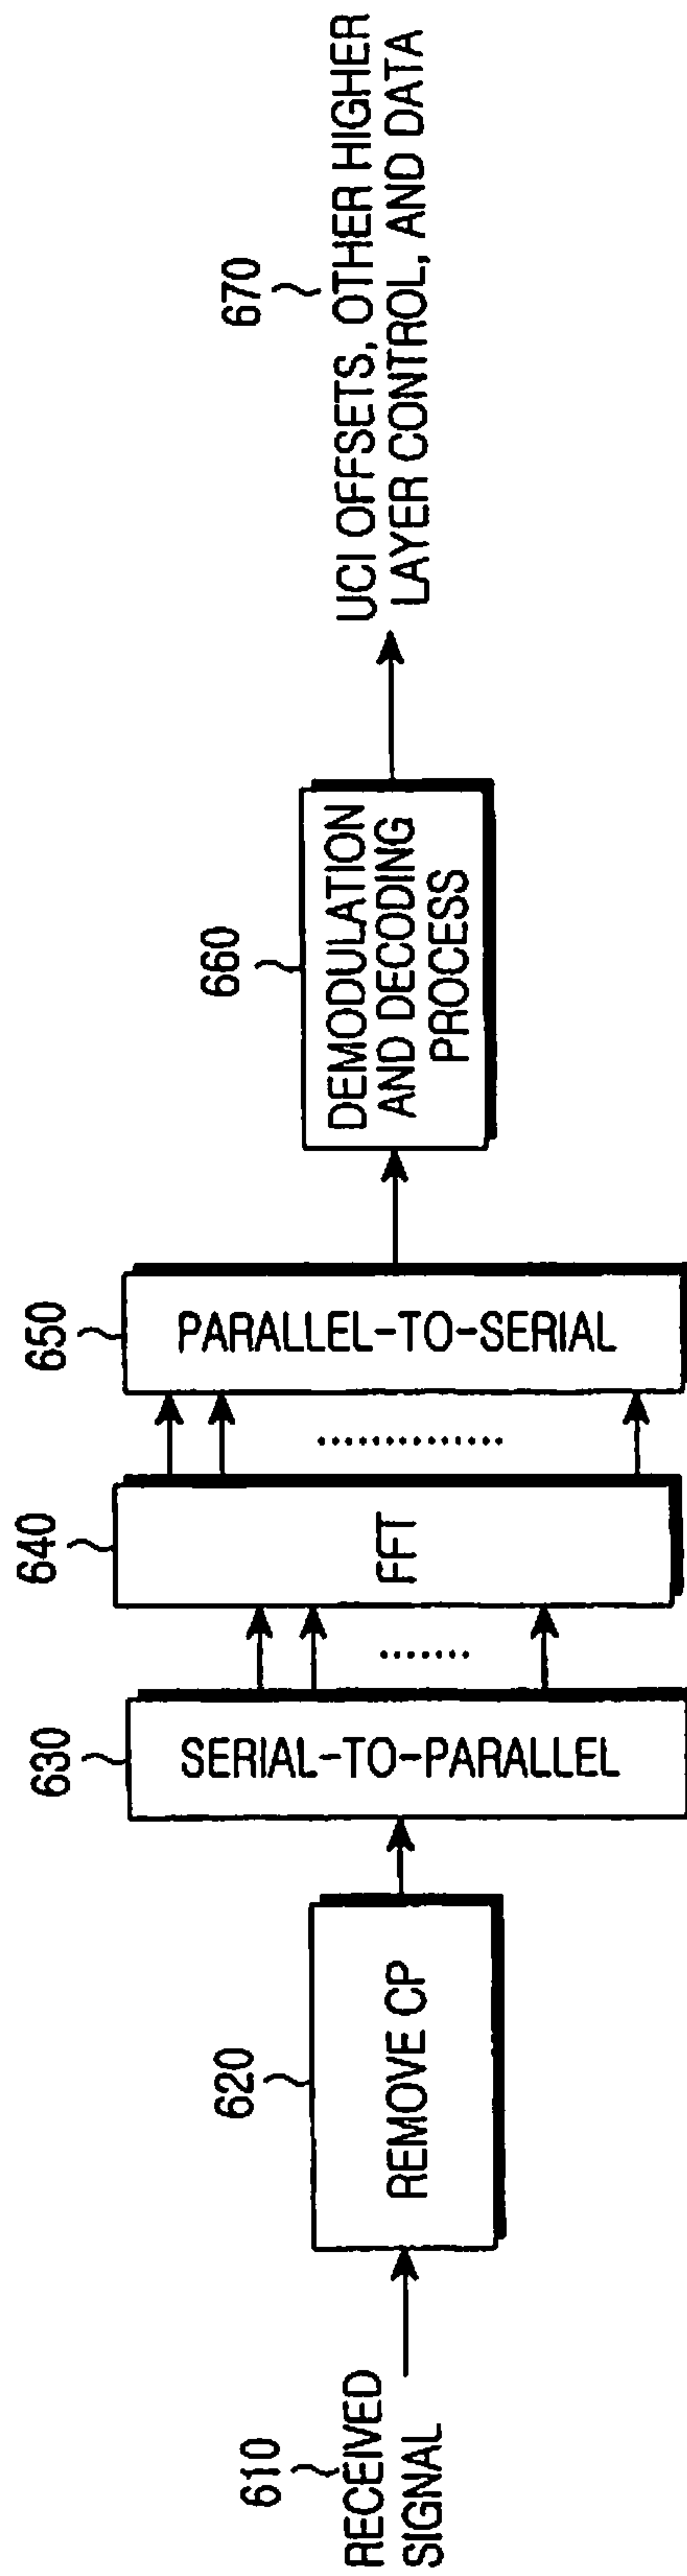 610
RECEIVED
SIGNAL
620
REMOVE CP
630
SERIAL-TO-PARALLEL
640
FFT
650
PARALLEL-TO-SERIAL
660
DEMODULATION
AND DECODING
PROCESS
670
UCI OFFSETS, OTHER HIGHER
LAYER CONTROL, AND DATA